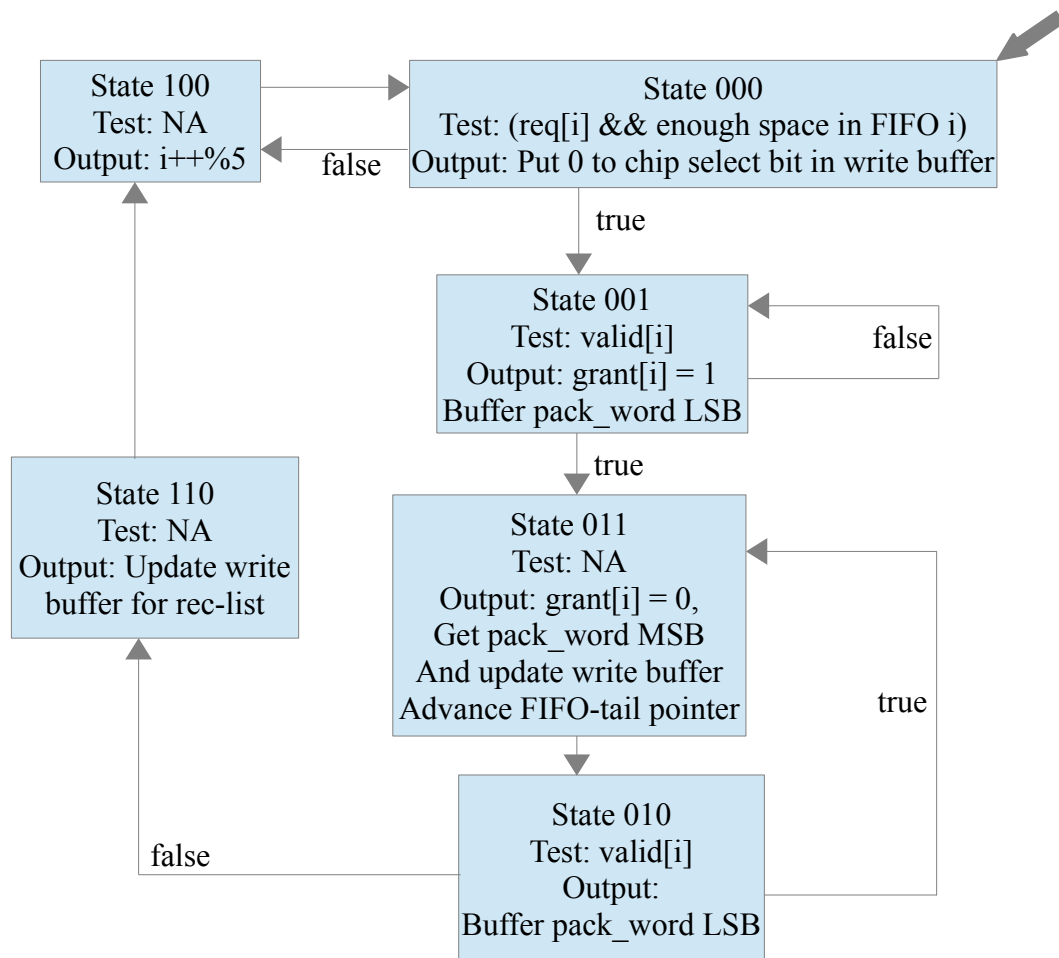 State 100
Test: NA
Output: i++%5
State 000
Test: (req[i] && enough space in FIFO i)
Output: Put 0 to chip select bit in write buffer
false
true
State 001
Test: valid[i]
Output: grant[i] = 1
Buffer pack_word LSB
false
true
State 110
Test: NA
Output: Update write
buffer for rec-list
State 011
Test: NA
Output: grant[i] = 0,
Get pack_word MSB
And update write buffer
Advance FIFO-tail pointer
true
State 010
Test: valid[i]
Output:
Buffer pack_word LSB
false